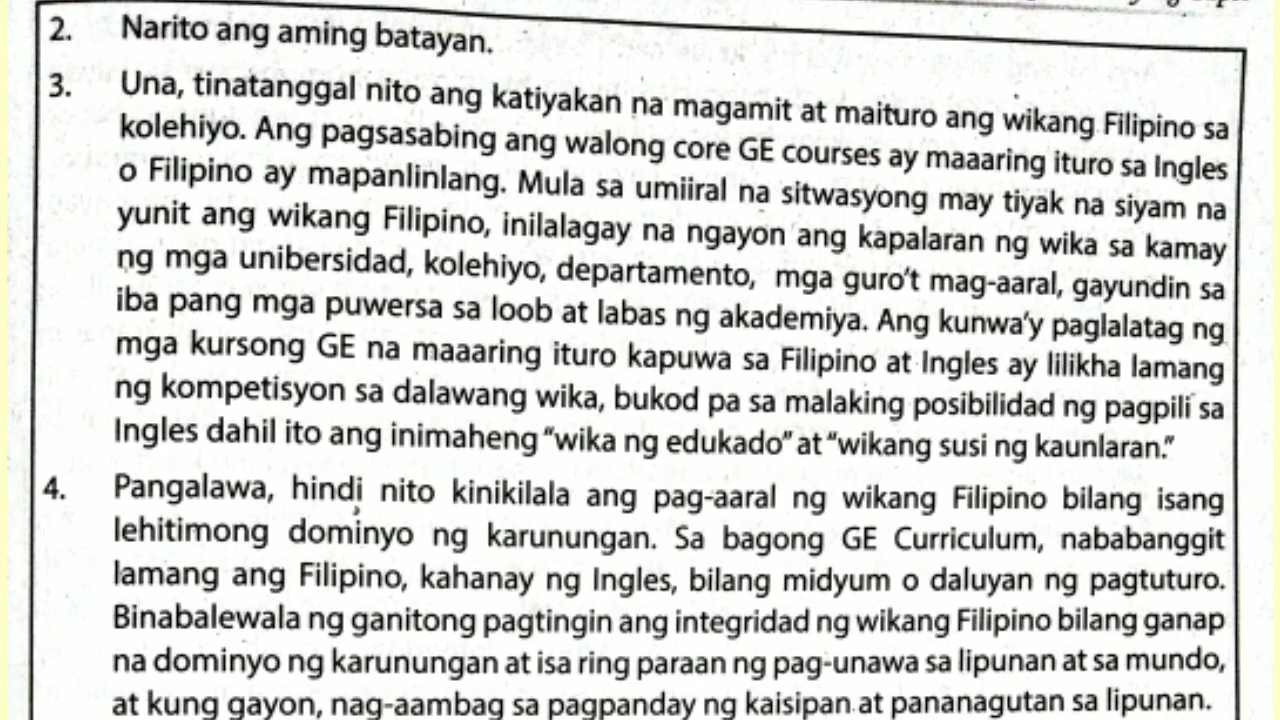 2. Narito ang aming batayan.
3. Una, tinatanggal nito ang katiyakan na magamit at maituro ang wikang Filipino sa
kolehiyo. Ang pagsasabing ang walong core GE courses ay maaaring ituro sa Ingles
o Filipino ay mapanlinlang. Mula sa umiiral na sitwasyong may tiyak na siyam na
yunit ang wikang Filipino, inilalagay na ngayon ang kapalaran ng wika sa kamay
ng mga unibersidad, kolehiyo, departamento, mga guro't mag-aaral, gayundin sa
iba pang mga puwersa sa loob at labas ng akademiya. Ang kunwa'y paglalatag ng
mga kursong GE na maaaring ituro kapuwa sa Filipino at Ingles ay lilikha lamang
ng kompetisyon sa dalawang wika, bukod pa sa malaking posibilidad ng pagpili sa
Ingles dahil ito ang inimaheng “wika ng edukado” at “wikang susi ng kaunlaran.”
4. Pangalawa, hindi nito kinikilala ang pag-aaral ng wikang Filipino bilang isang
lehitimong dominyo ng karunungan. Sa bagong GE Curriculum, nababanggit
lamang ang Filipino, kahanay ng Ingles, bilang midyum o daluyan ng pagtuturo.
Binabalewala ng ganitong pagtingin ang integridad ng wikang Filipino bilang ganap
na dominyo ng karunungan at isa ring paraan ng pag-unawa sa lipunan at sa mundo,
at kung gayon, nag-aambag sa pagpanday ng kaisipan at pananagutan sa lipunan.